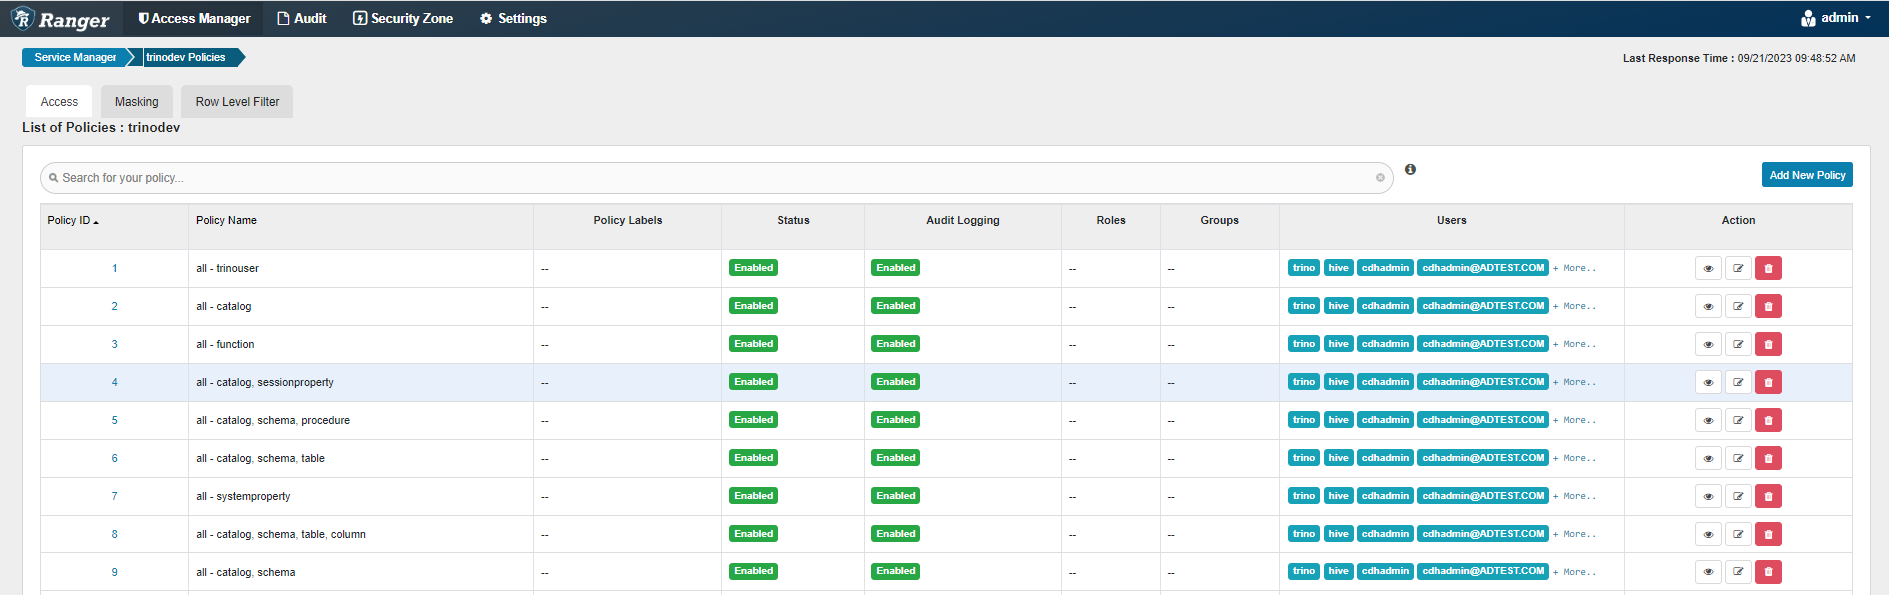 Ranger Access Manager Audit Security Zone Settings admin
Service Manager trinodev Policies Last Response Time : 09/21/2023 09:48:52 AM
Access Masking Row Level Filter
List of Policies : trinodev
Search for your policy... Add New Policy
Policy ID Policy Name Policy Labels Status Audit Logging Roles Groups Users Action
1 all - trinouser -- Enabled Enabled -- -- trino hive cdhadmin cdhadmin@ADTEST.COM + More..
2 all - catalog -- Enabled Enabled -- -- trino hive cdhadmin cdhadmin@ADTEST.COM + More..
3 all - function -- Enabled Enabled -- -- trino hive cdhadmin cdhadmin@ADTEST.COM + More..
4 all - catalog, sessionproperty -- Enabled Enabled -- -- trino hive cdhadmin cdhadmin@ADTEST.COM + More..
5 all - catalog, schema, procedure -- Enabled Enabled -- -- trino hive cdhadmin cdhadmin@ADTEST.COM + More..
6 all - catalog, schema, table -- Enabled Enabled -- -- trino hive cdhadmin cdhadmin@ADTEST.COM + More..
7 all - systemproperty -- Enabled Enabled -- -- trino hive cdhadmin cdhadmin@ADTEST.COM + More..
8 all - catalog, schema, table, column -- Enabled Enabled -- -- trino hive cdhadmin cdhadmin@ADTEST.COM + More..
9 all - catalog, schema -- Enabled Enabled -- -- trino hive cdhadmin cdhadmin@ADTEST.COM + More..